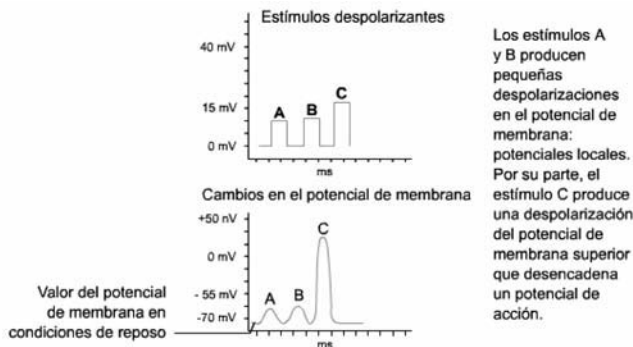 Estímulos despolarizantes
40 mV
15 mV
0 mV
A
B
C
ms
Cambios en el potencial de membrana
+50 mV
0 mV
- 55 mV
-70 mV
A
B
C
ms
Valor del potencial
de membrana en
condiciones de reposo
Los estímulos A
y B producen
pequeñas
despolarizaciones
en el potencial de
membrana:
potenciales locales.
Por su parte, el
estímulo C produce
una despolarización
del potencial de
membrana superior
que desencadena
un potencial de
acción.